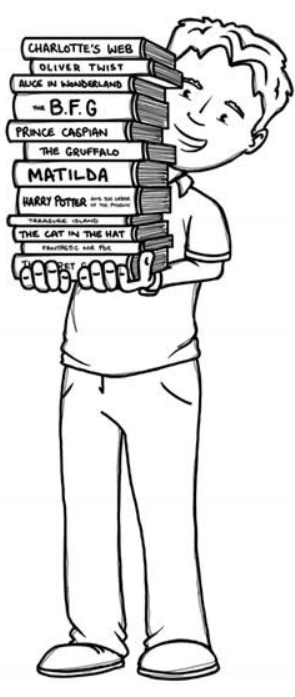 CHARLOTTE'S WEB
OLIVER TWIST
ALICE IN WONDERLAND
THE B.F.G
PRINCE CASPIAN
THE GRUFFALO
MATILDA
HARRY POTTER AND THE ORDER
OF THE PHOENIX
TREASURE ISLAND
THE CAT IN THE HAT
FANTASTIC MR FOX